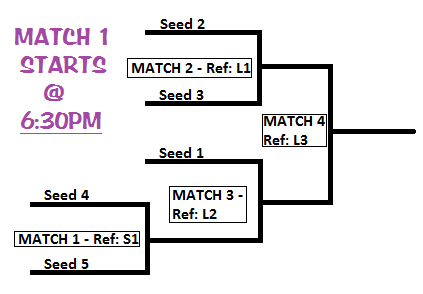 MATCH 1
STARTS
@
6:30PM
Seed 2
MATCH 2 - Ref: L1
Seed 3
MATCH 4
Ref: L3
Seed 1
MATCH 3 -
Ref: L2
Seed 4
MATCH 1 - Ref: S1
Seed 5